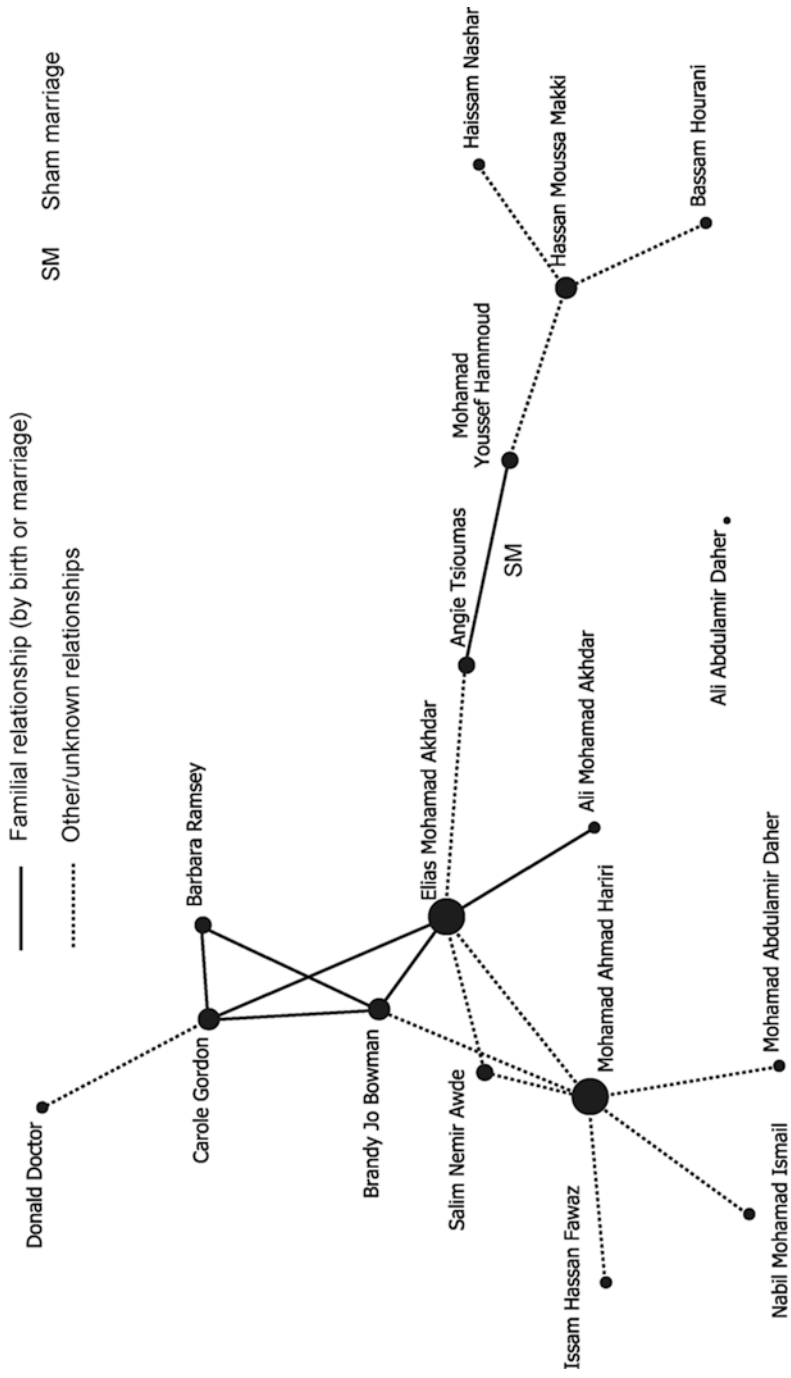 Familial relationship (by birth or marriage)
Other/unknown relationships
SM Sham marriage
Donald Doctor
Carole Gordon
Barbara Ramsey
Brandy Jo Bowman
Elias Mohamad Akhdar
Angie Tsioumas
SM
Mohamad
Youssef Hammoud
Haissam Nashar
Hassan Moussa Makki
Bassam Hourani
Salim Nemir Awde
Mohamad Ahmad Hariri
Ali Mohamad Akhdar
Ali Abdulamir Daher
Issam Hassan Fawaz
Nabil Mohamad Ismail
Mohamad Abdulamir Daher